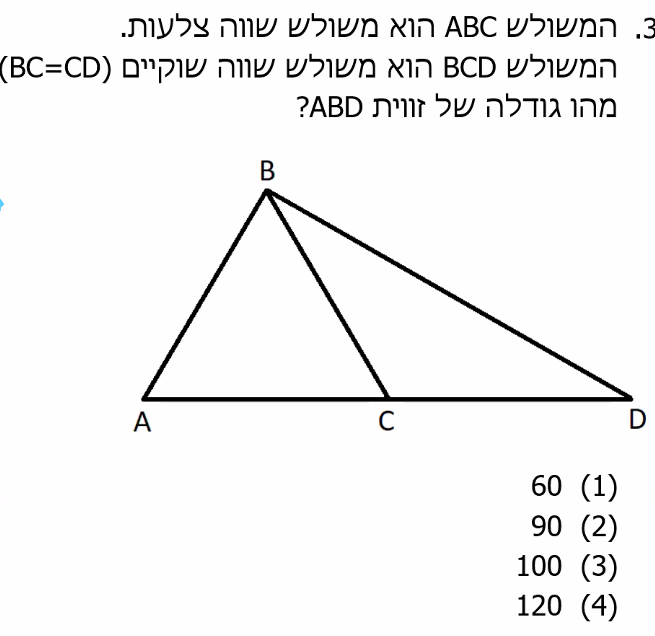 3. המשולש ABC הוא משולש שווה צלעות.
המשולש BCD הוא משולש שווה שוקיים (BC=CD)
מהו גודלה של זווית ABD?
B
A
C
D
(1) 60
(2) 90
(3) 100
(4) 120